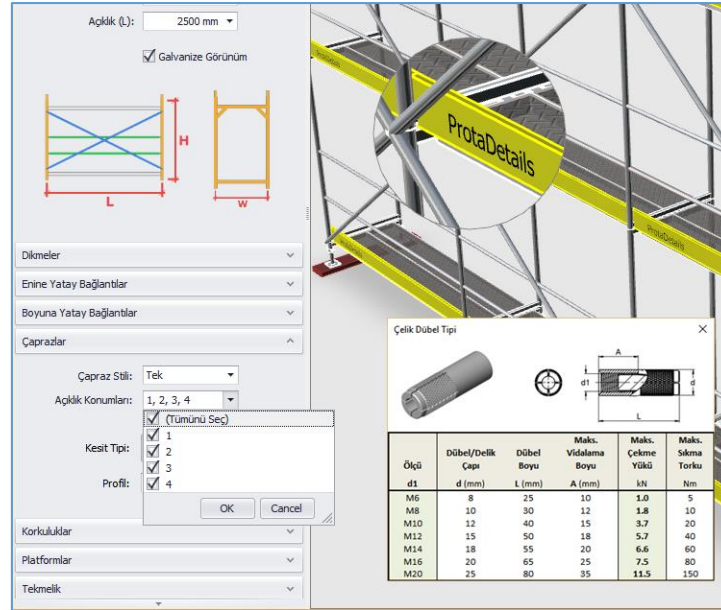 Açıklık (L): 2500 mm
Galvanize Görünüm
H
L
W
Dikmeler
Enine Yatay Bağlantılar
Boyuna Yatay Bağlantılar
Çaprazlar
Çapraz Stili: Tek
Açıklık Konumları: 1, 2, 3, 4
(Tümünü Seç)
1
Kesit Tipi:
2
3
Profil:
4
OK Cancel
Korkuluklar
Platformlar
Tekmelik
ProtaDetails
ProtaDetails
ProtaDetails
Çelik Dübel Tipi
A
d1
d
L
Ölçü Dübel/Delik Çapı Dübel Boyu Maks. Vidalama Boyu Maks. Çekme Yükü Maks. Sıkma Torku
d1 d (mm) L (mm) A (mm) kN Nm
M6 8 25 10 1.0 5
M8 10 30 12 1.8 10
M10 12 40 15 3.7 20
M12 15 50 18 5.7 40
M14 18 55 20 6.6 60
M16 20 65 25 7.5 80
M20 25 80 35 11.5 150